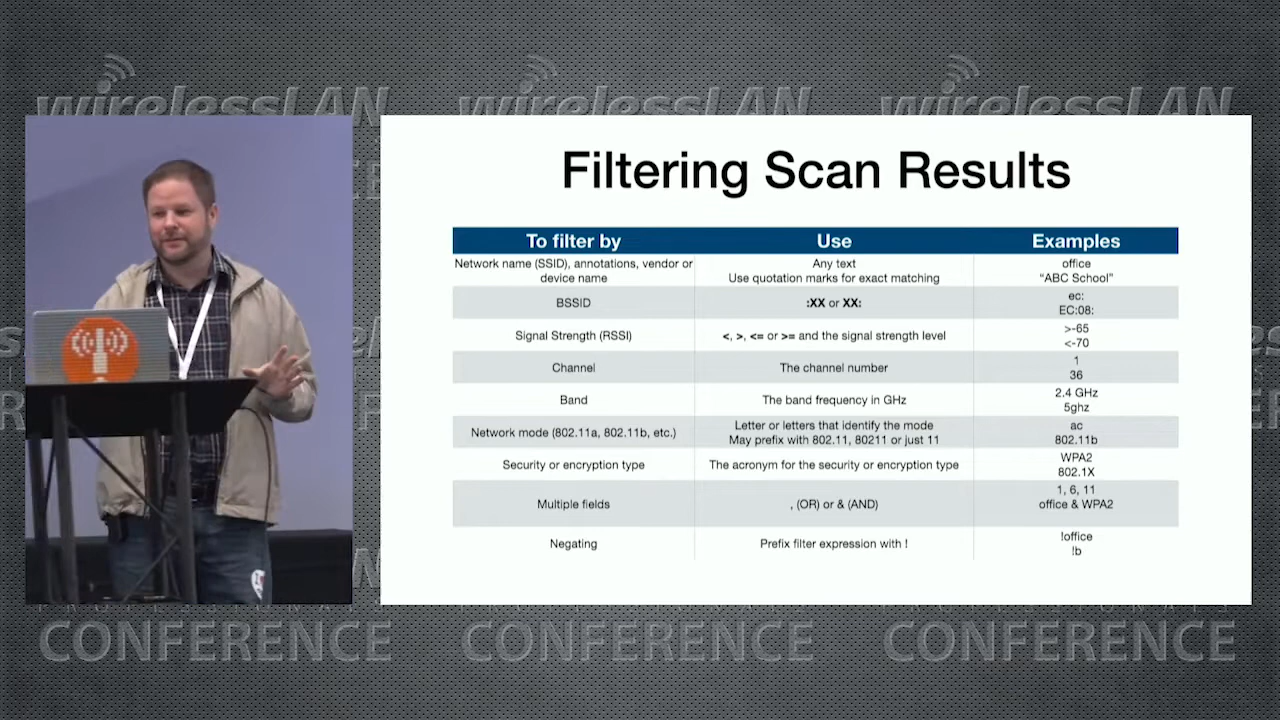 wirelessLAN
wirelessLAN
wirelessLAN
Filtering Scan Results
To filter by
Use
Examples
Network name (SSID), annotations, vendor or
device name
Any text
Use quotation marks for exact matching
office
“ABC School”
BSSID
:XX or XX:
ec:
EC:08:
Signal Strength (RSSI)
<, >, <= or >= and the signal strength level
>-65
<-70
Channel
The channel number
1
36
Band
The band frequency in GHz
2.4 GHz
5ghz
Network mode (802.11a, 802.11b, etc.)
Letter or letters that identify the mode
May prefix with 802.11, 80211 or just 11
ac
802.11b
Security or encryption type
The acronym for the security or encryption type
WPA2
802.1X
Multiple fields
, (OR) or & (AND)
1, 6, 11
office & WPA2
Negating
Prefix filter expression with !
!office
!b
CONFERENCE
CONFERENCE
CONFERENCE